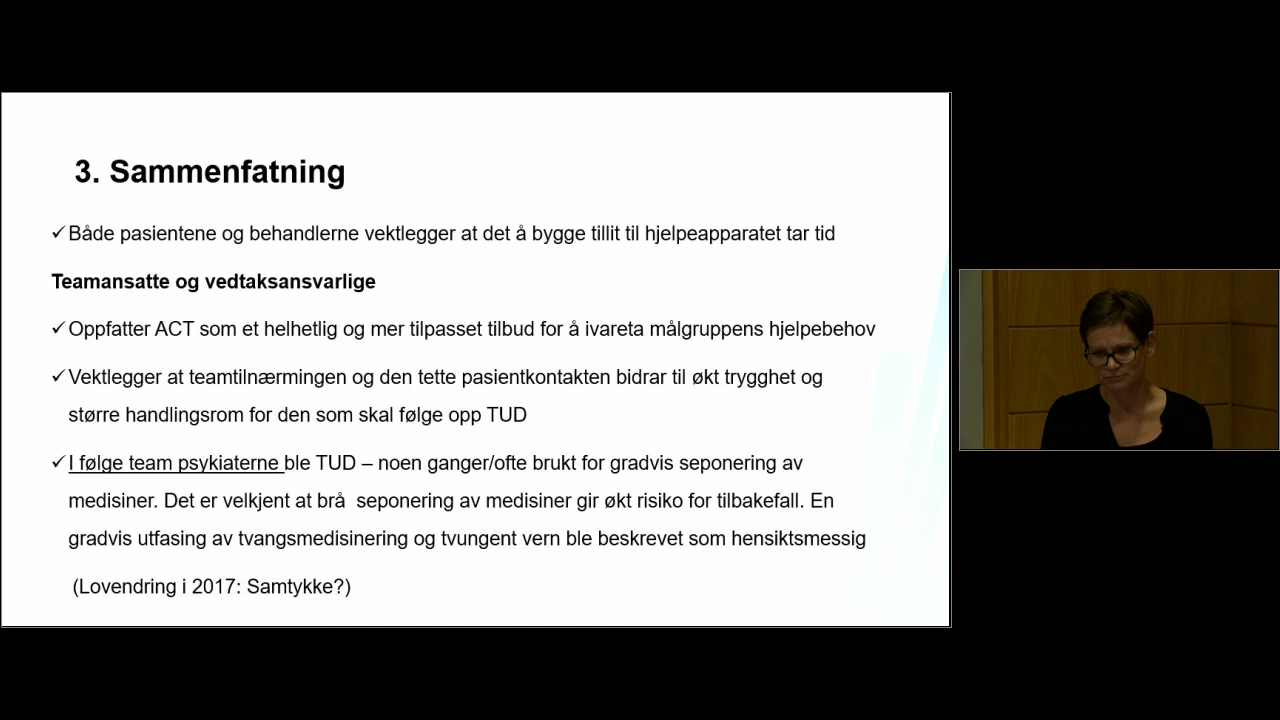 3. Sammenfatning
✓Både pasientene og behandlerne vektlegger at det å bygge tillit til hjelpeapparatet tar tid
Teamansatte og vedtaksansvarlige
✓Oppfatter ACT som et helhetlig og mer tilpasset tilbud for å ivareta målgruppens hjelpebehov
✓Vektlegger at teamtilnærmingen og den tette pasientkontakten bidrar til økt trygghet og
større handlingsrom for den som skal følge opp TUD
✓I følge team psykiaterne ble TUD – noen ganger/ofte brukt for gradvis seponering av
medisiner. Det er velkjent at brå  seponering av medisiner gir økt risiko for tilbakefall. En
gradvis utfasing av tvangsmedisinering og tvungent vern ble beskrevet som hensiktsmessig
(Lovendring i 2017: Samtykke?)